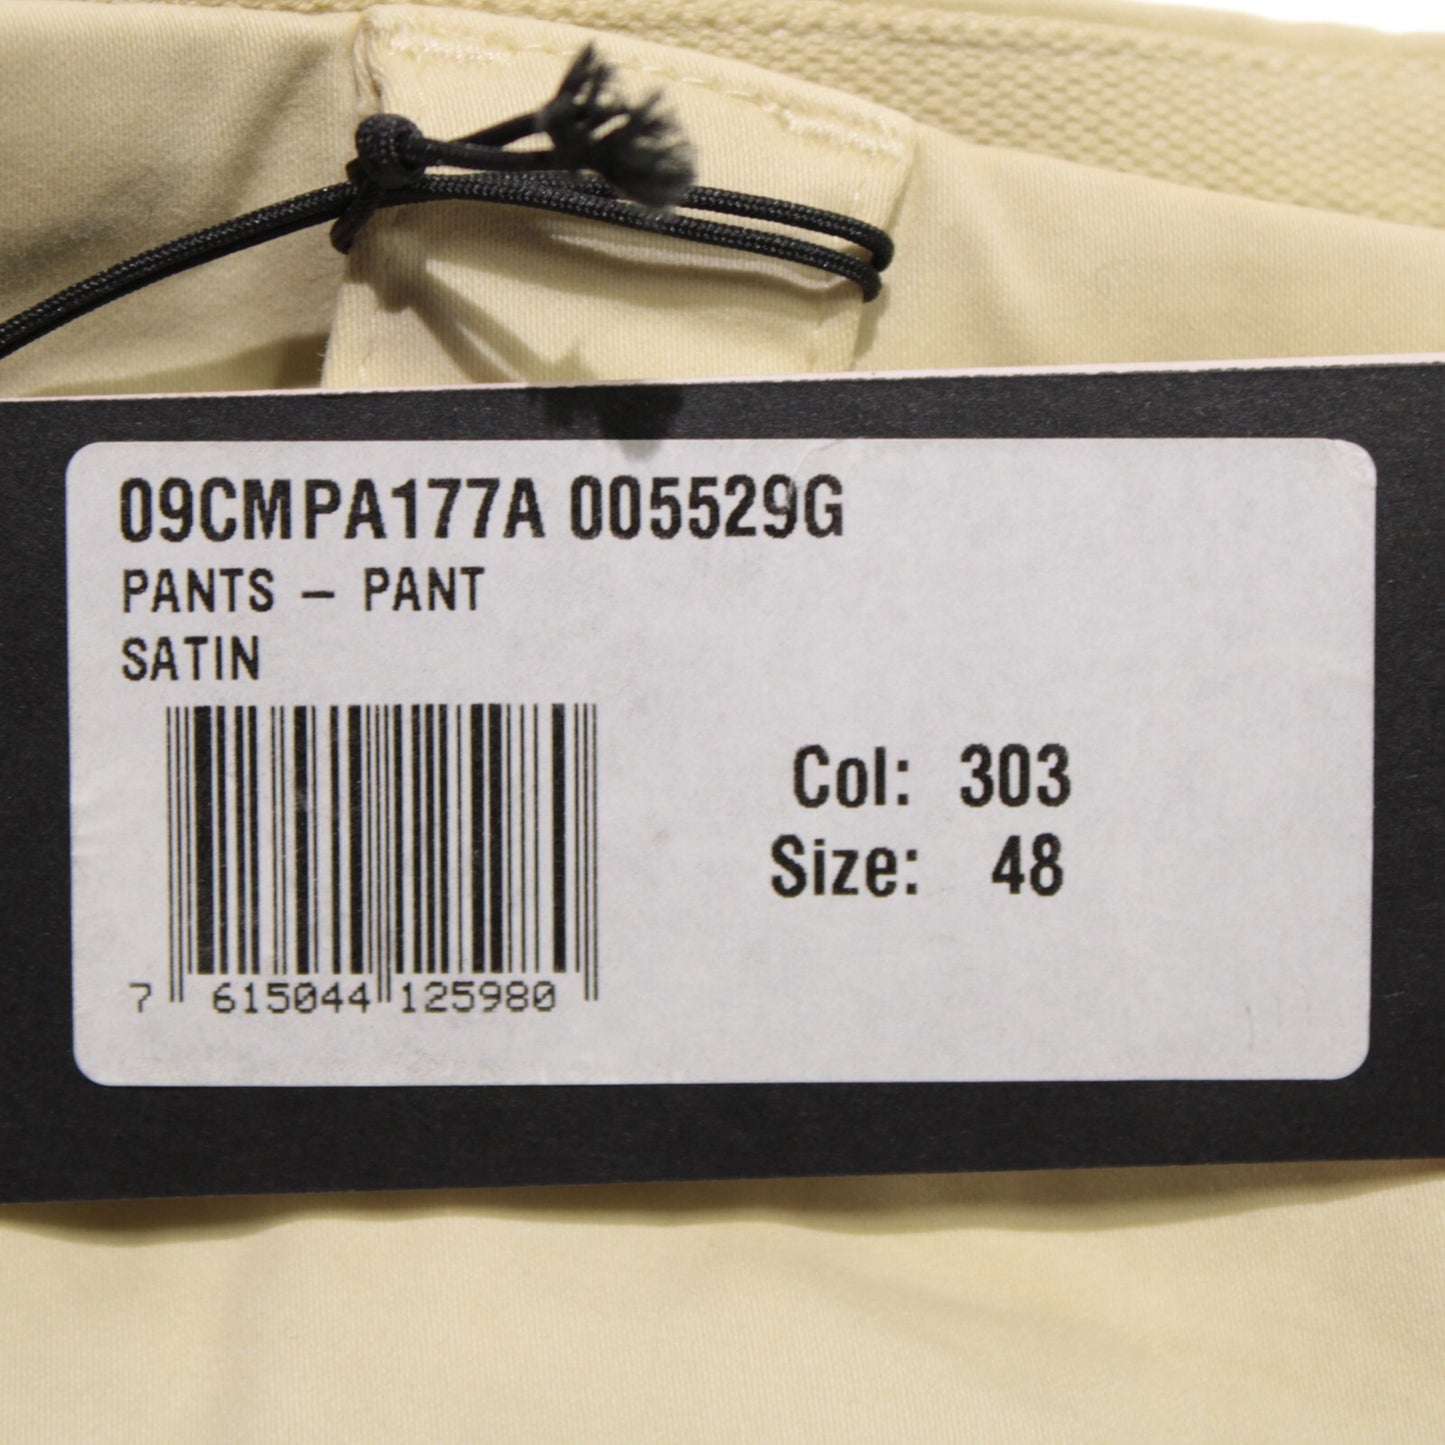 09CMPA177A 005529G
PANTS – PANT
SATIN
Col: 303
Size: 48
7 615044 125980